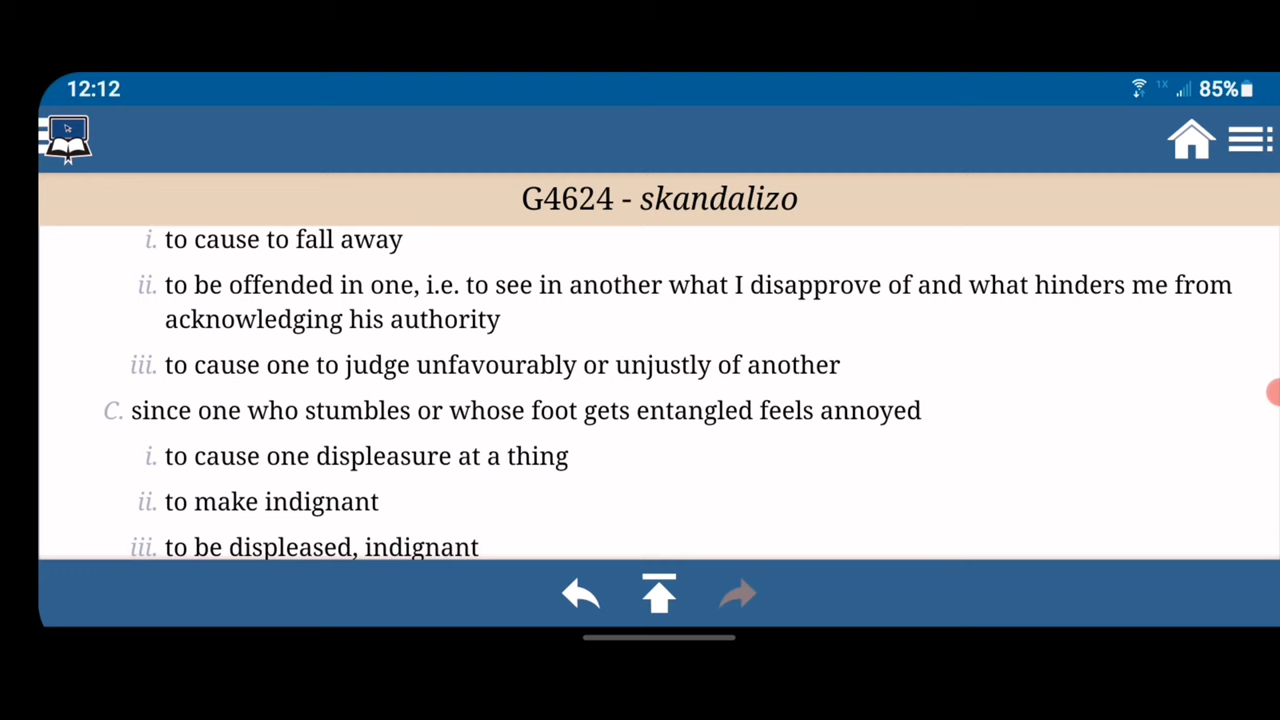 12:12
1X
85%
G4624 - skandalizo
i. to cause to fall away
ii. to be offended in one, i.e. to see in another what I disapprove of and what hinders me from
acknowledging his authority
iii. to cause one to judge unfavourably or unjustly of another
C. since one who stumbles or whose foot gets entangled feels annoyed
i. to cause one displeasure at a thing
ii. to make indignant
iii. to be displeased, indignant